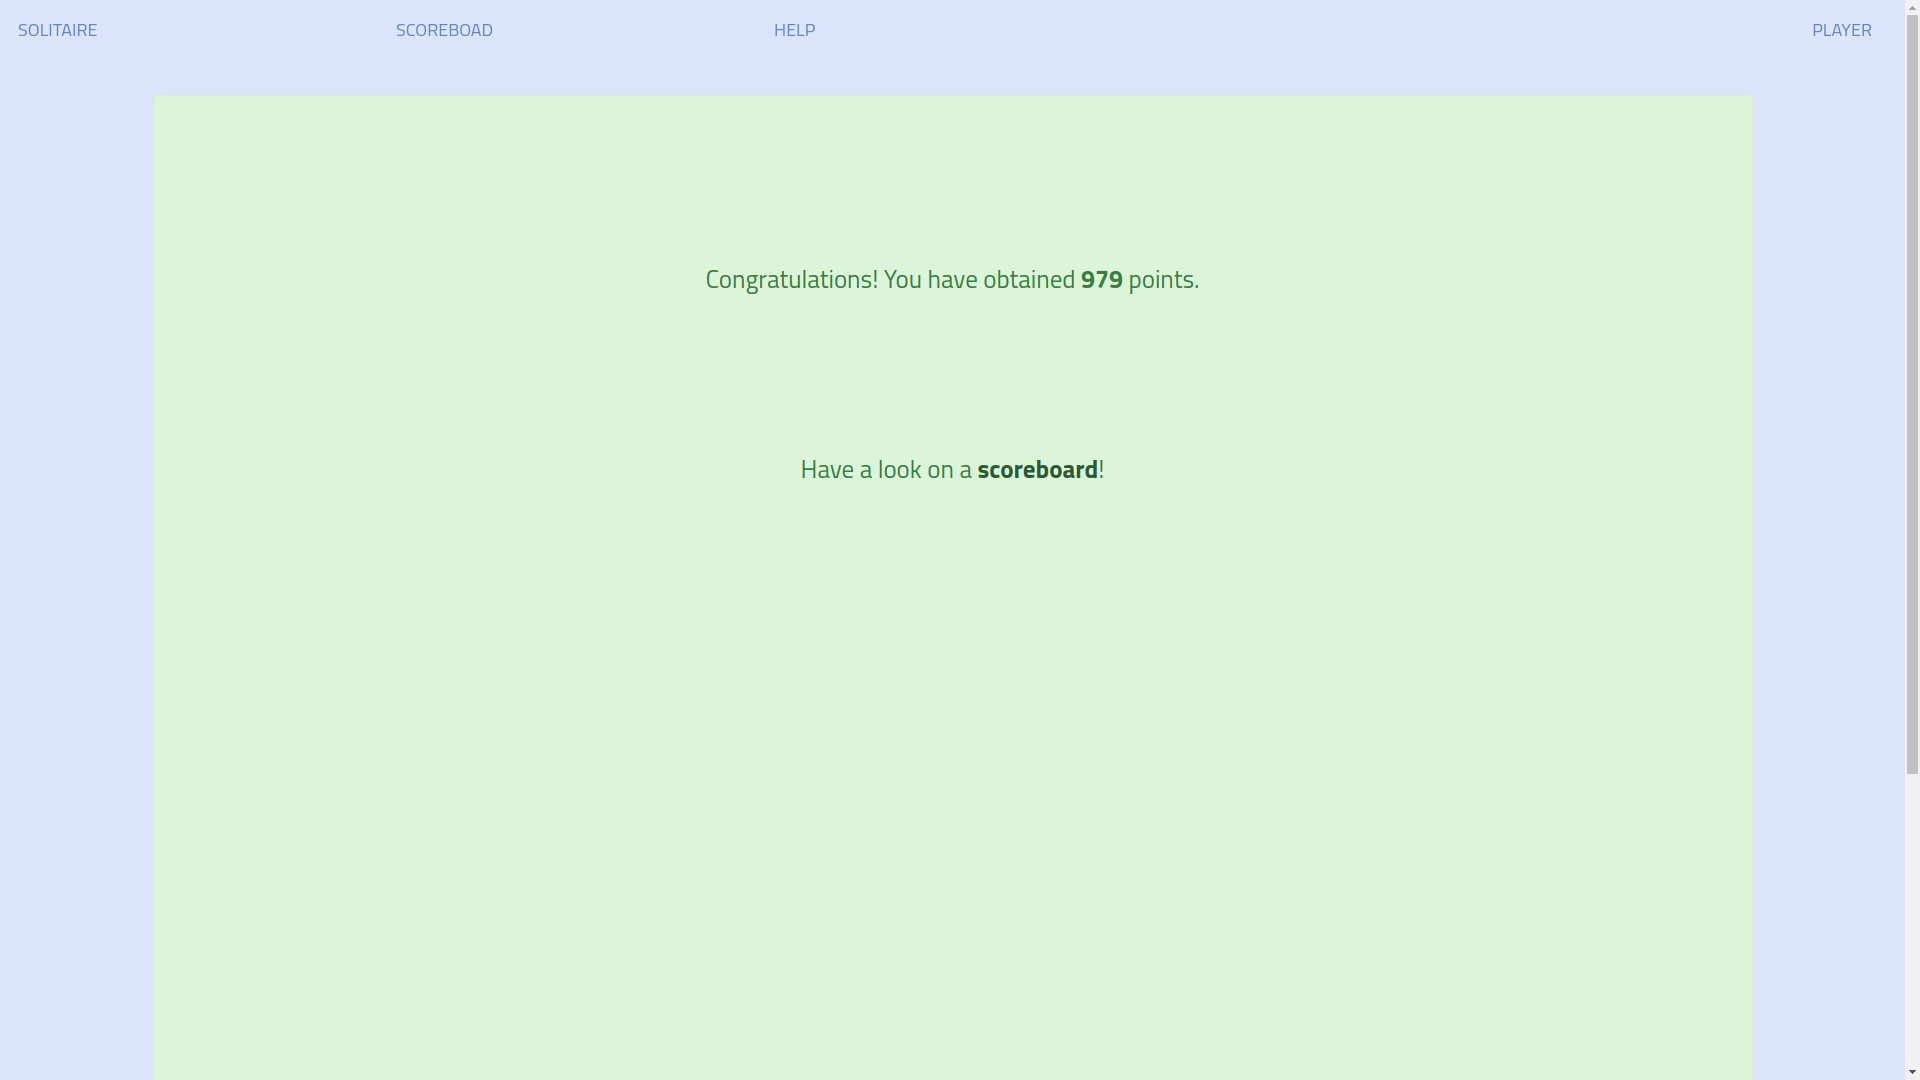 SOLITAIRE SCOREBOAD HELP PLAYER
Congratulations! You have obtained 979 points.
Have a look on a scoreboard!